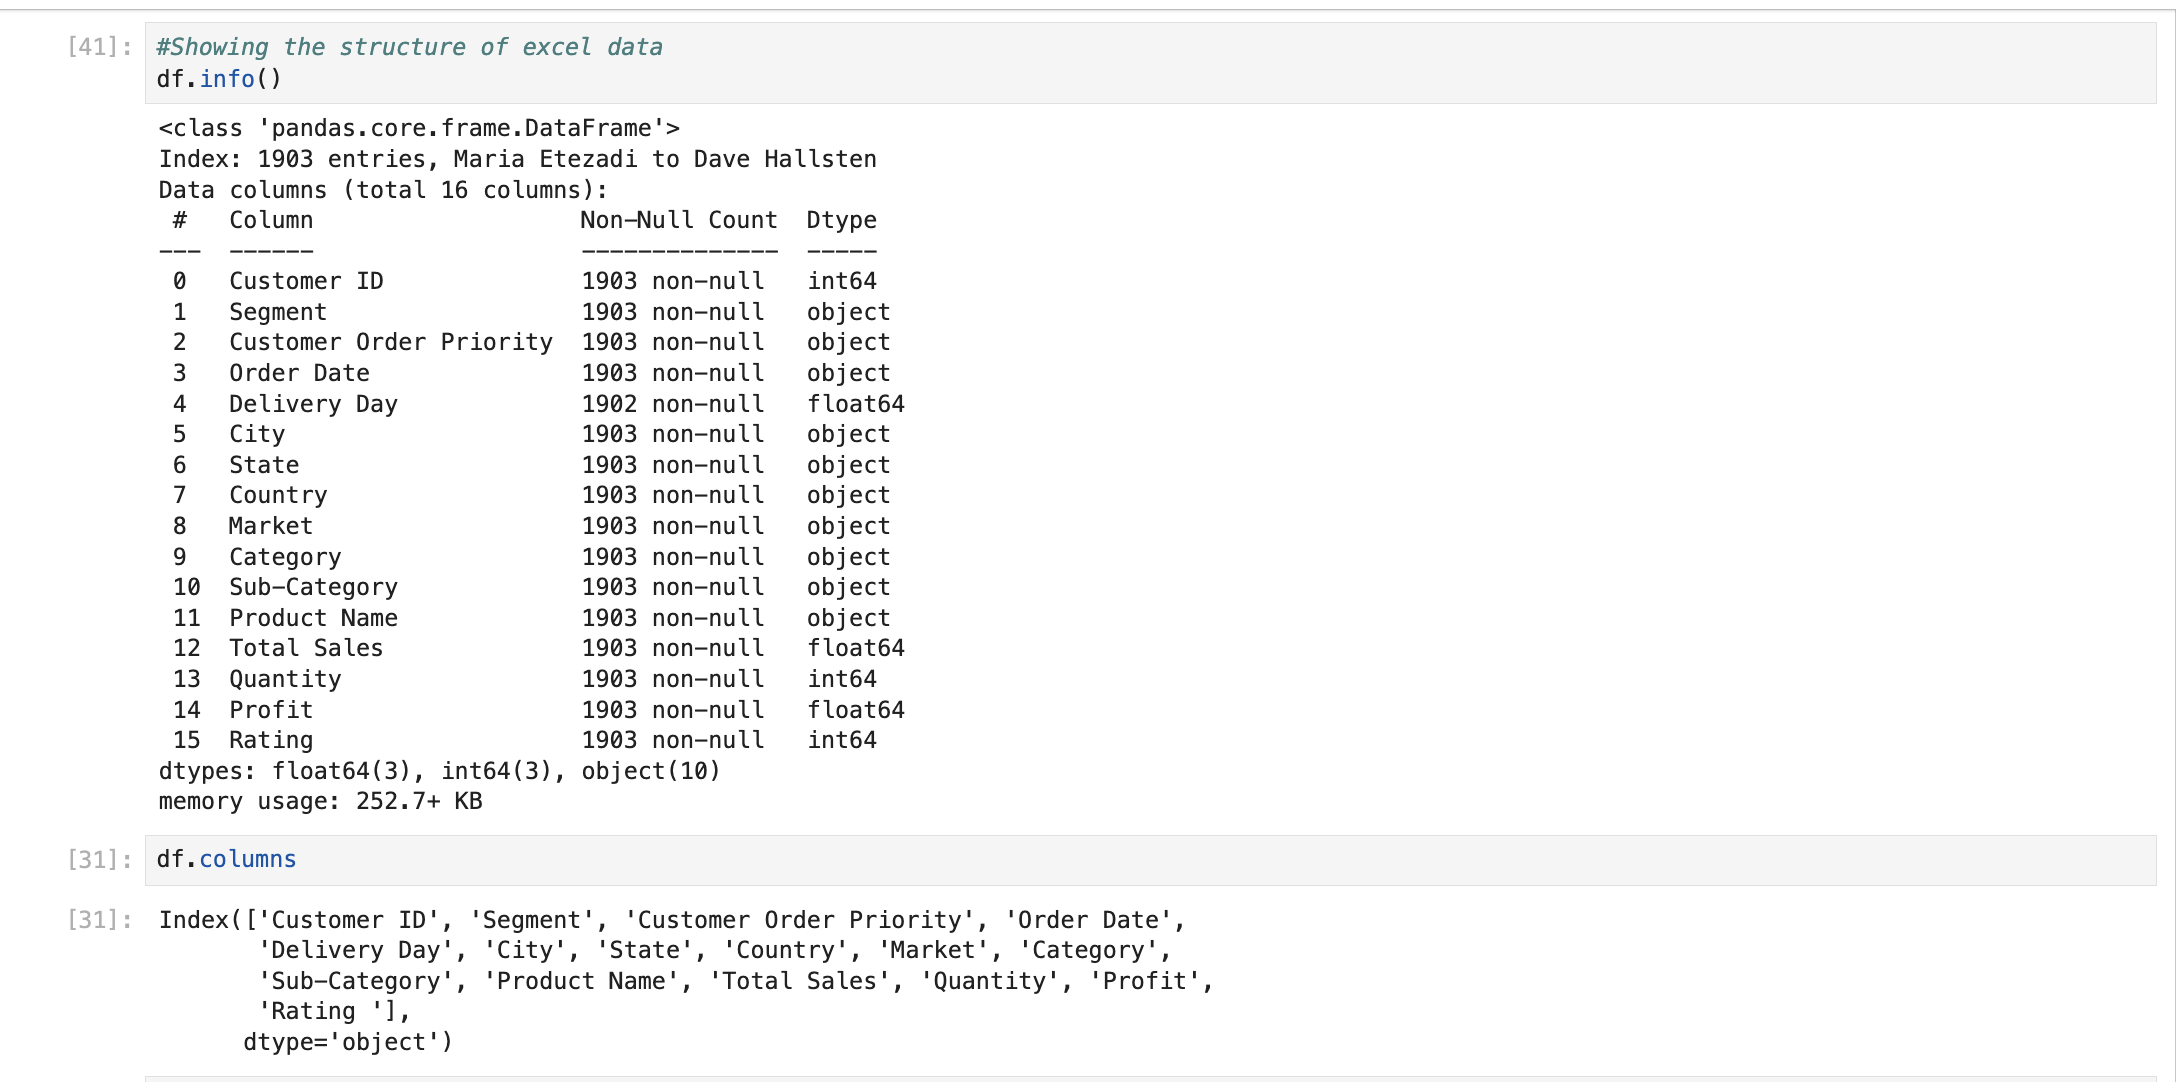 [41]: #Showing the structure of excel data
df.info()
<class 'pandas.core.frame.DataFrame'>
Index: 1903 entries, Maria Etezadi to Dave Hallsten
Data columns (total 16 columns):
 #   Column                   Non-Null Count  Dtype
---  ------                   --------------  -----
 0   Customer ID              1903 non-null   int64
 1   Segment                  1903 non-null   object
 2   Customer Order Priority  1903 non-null   object
 3   Order Date               1903 non-null   object
 4   Delivery Day             1902 non-null   float64
 5   City                     1903 non-null   object
 6   State                    1903 non-null   object
 7   Country                  1903 non-null   object
 8   Market                   1903 non-null   object
 9   Category                 1903 non-null   object
 10  Sub-Category             1903 non-null   object
 11  Product Name             1903 non-null   object
 12  Total Sales              1903 non-null   float64
 13  Quantity                 1903 non-null   int64
 14  Profit                   1903 non-null   float64
 15  Rating                   1903 non-null   int64
dtypes: float64(3), int64(3), object(10)
memory usage: 252.7+ KB
[31]: df.columns
[31]: Index(['Customer ID', 'Segment', 'Customer Order Priority', 'Order Date',
       'Delivery Day', 'City', 'State', 'Country', 'Market', 'Category',
       'Sub-Category', 'Product Name', 'Total Sales', 'Quantity', 'Profit',
       'Rating '],
      dtype='object')